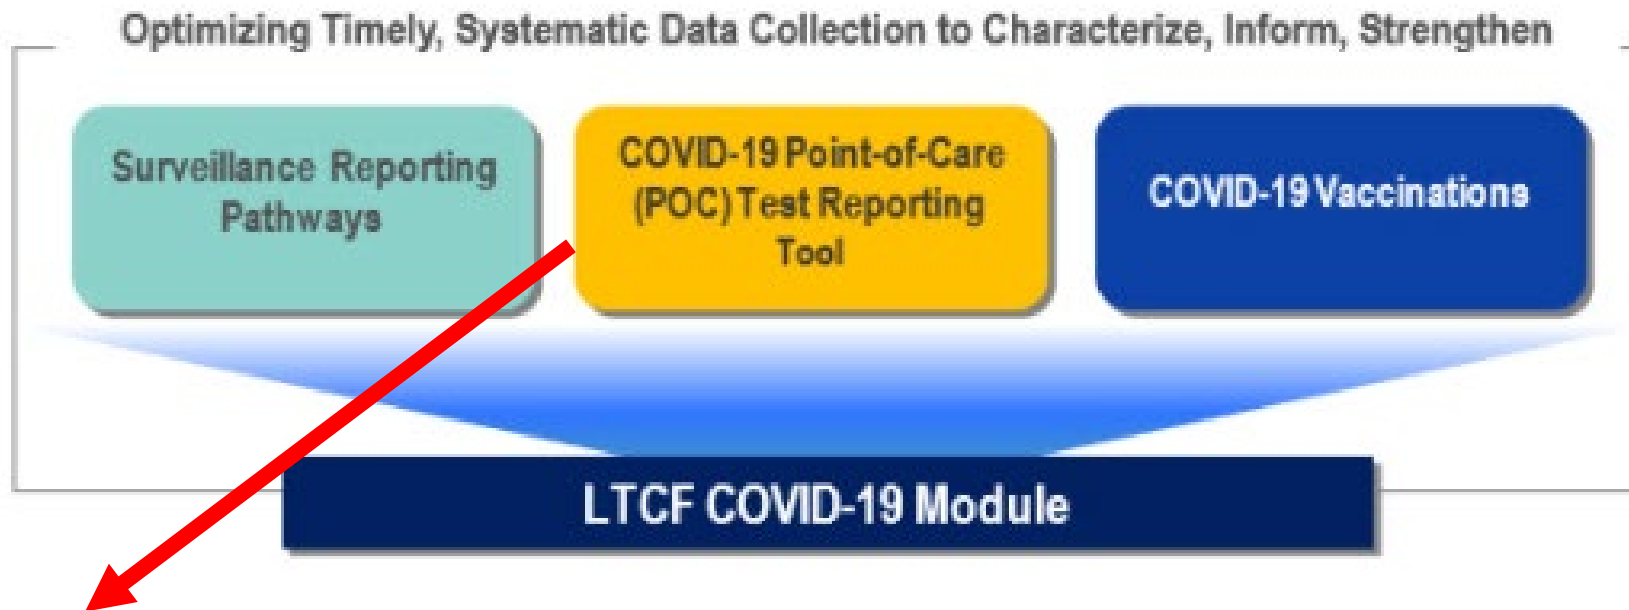 Optimizing Timely, Systematic Data Collection to Characterize, Inform, Strengthen
Surveillance Reporting
Pathways
COVID-19 Point-of-Care
(POC) Test Reporting
Tool
COVID-19 Vaccinations
LTCF COVID-19 Module